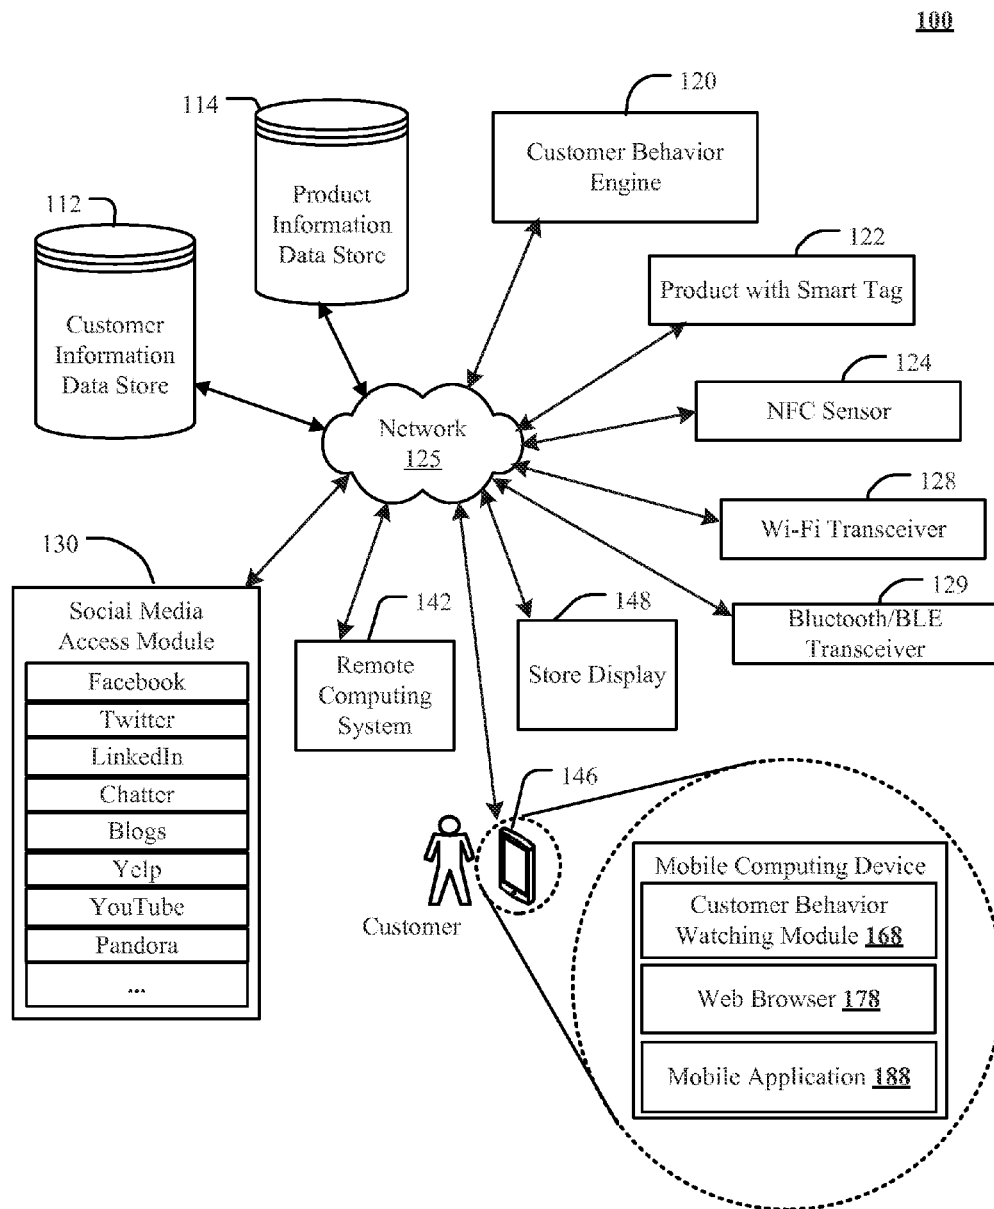 100
120
114
Customer Behavior
Engine
112
Product
Information
Data Store
122
Product with Smart Tag
Customer
Information
Data Store
124
NFC Sensor
Network
125
128
Wi-Fi Transceiver
130
129
Bluetooth/BLE
Transceiver
Social Media
Access Module
142
148
Remote
Computing
System
Store Display
Facebook
Twitter
LinkedIn
Chatter
Blogs
Yelp
YouTube
Pandora
...
146
Customer
Mobile Computing Device
Customer Behavior
Watching Module 168
Web Browser 178
Mobile Application 188